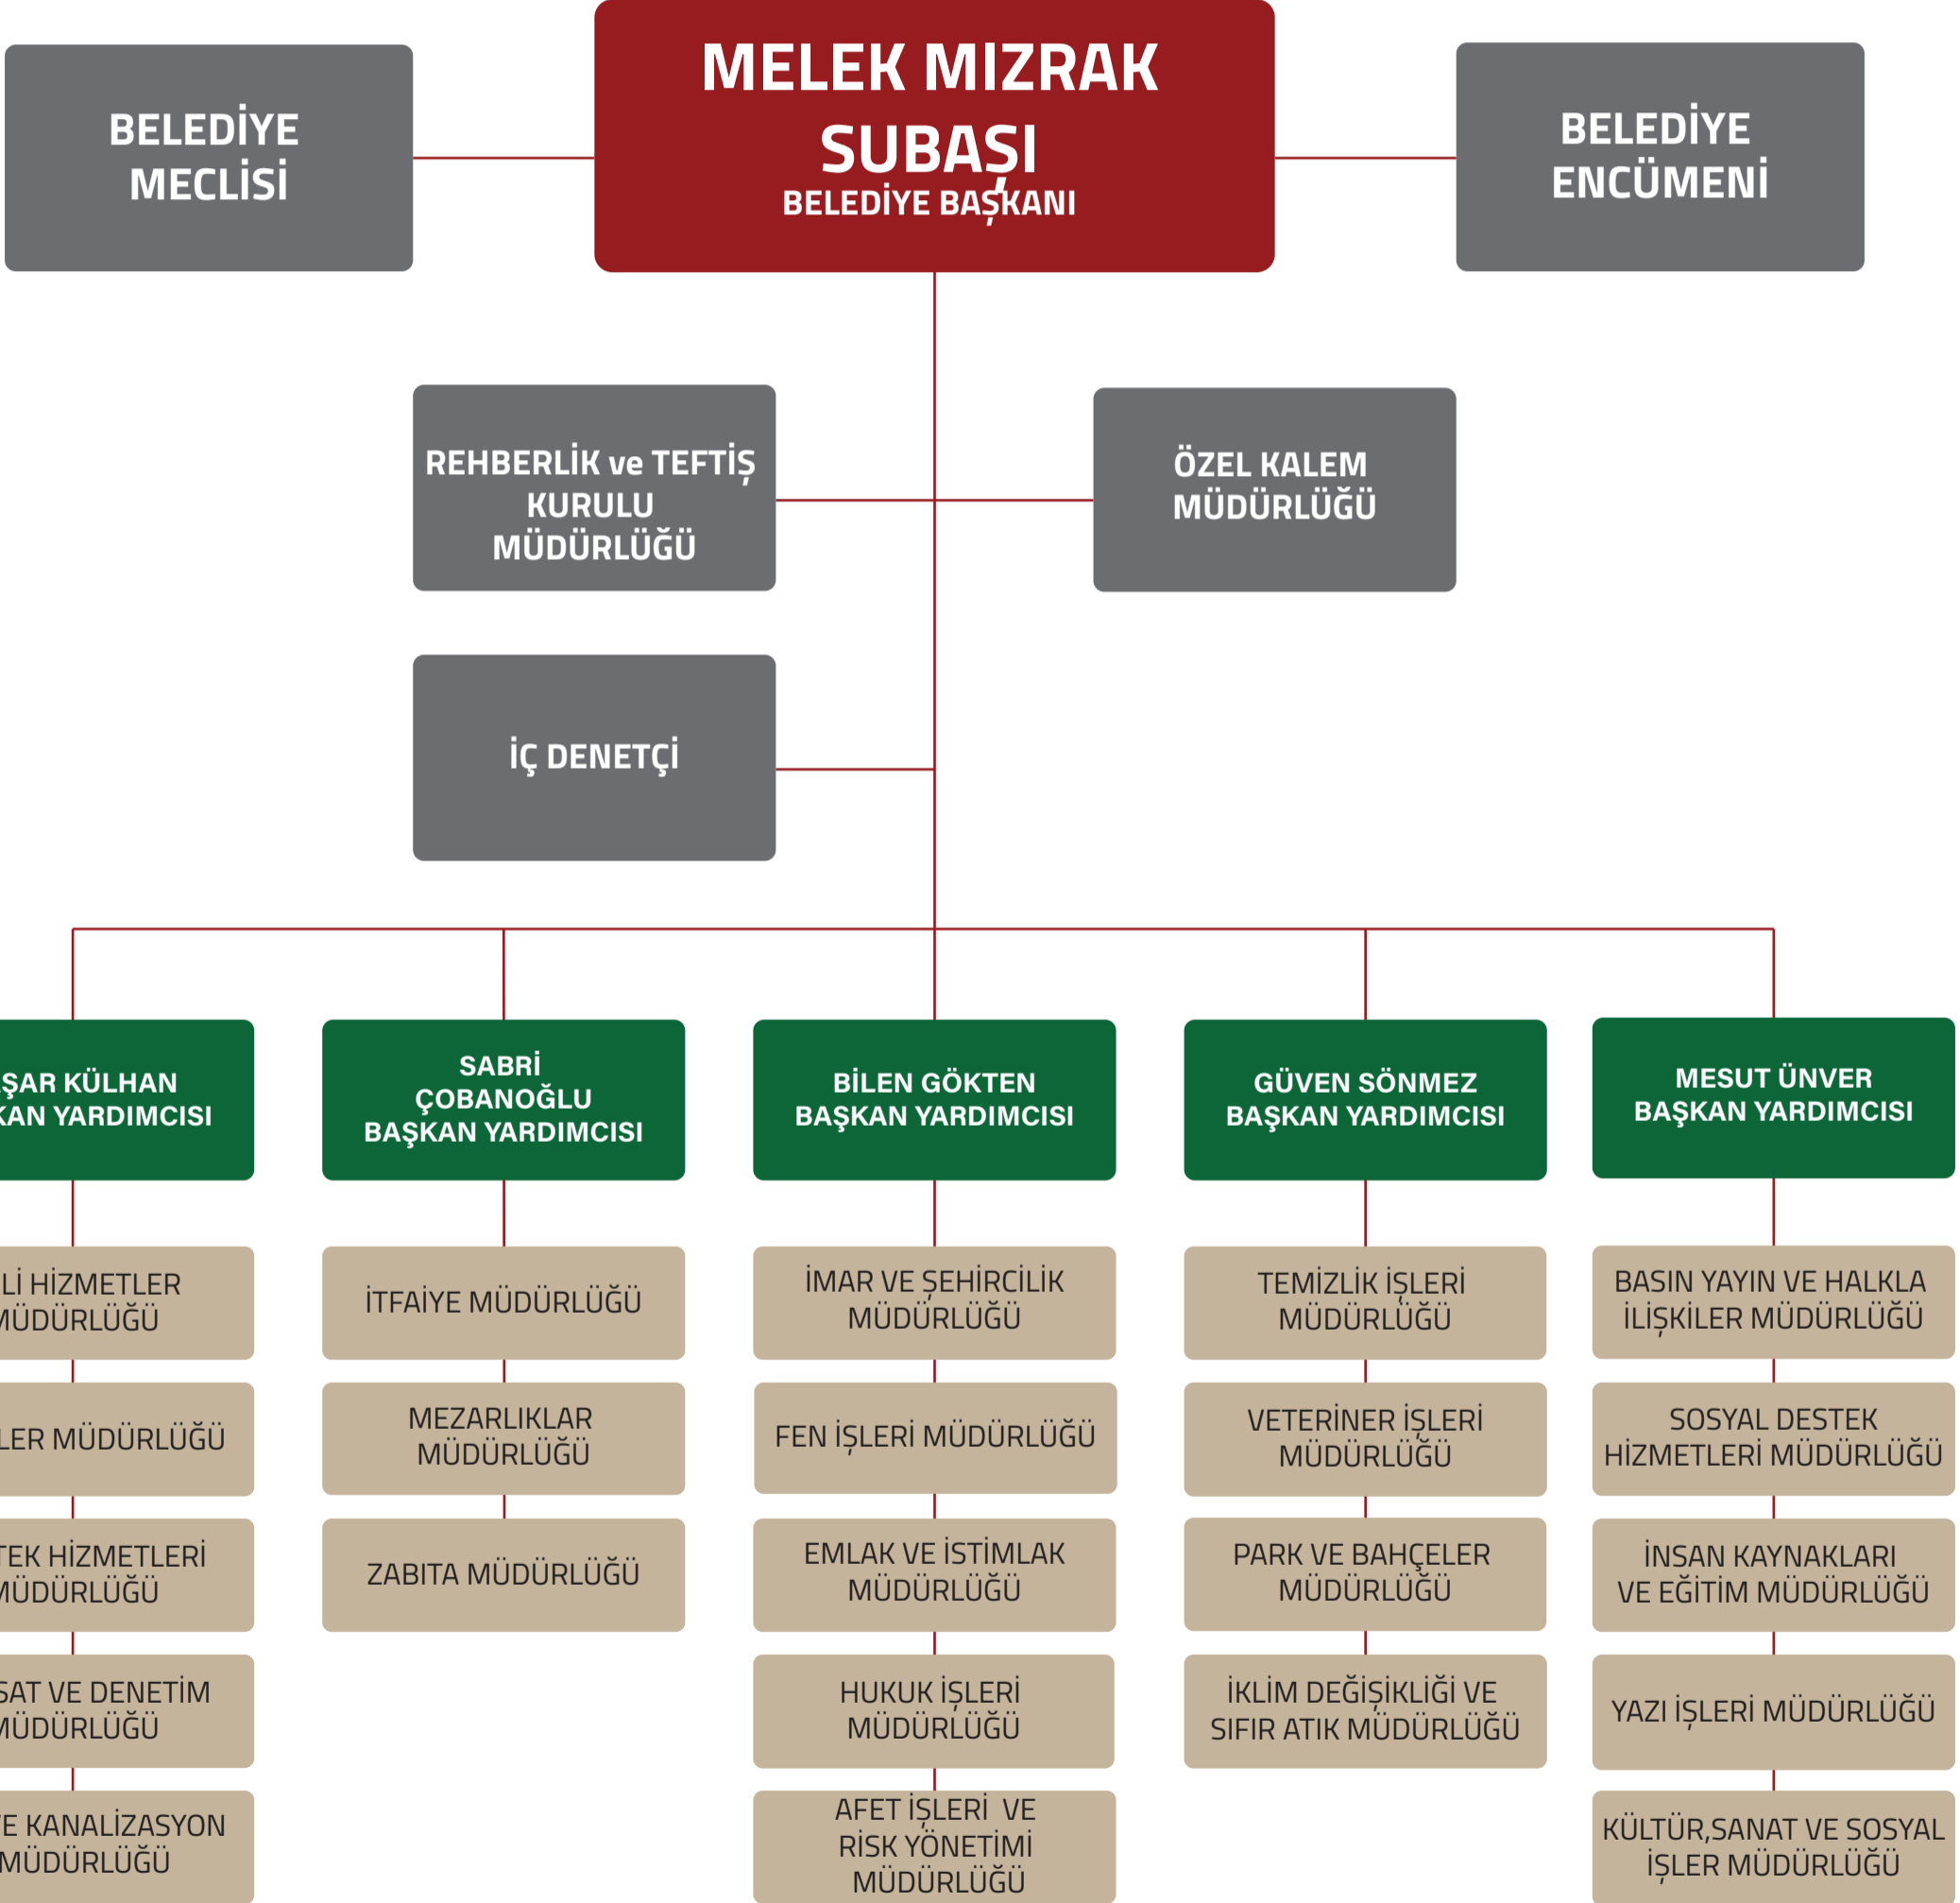 BELEDİYE
MECLİSİ
MELEK MIZRAK
SUBAŞI
BELEDİYE BAŞKANI
BELEDİYE
ENCÜMENİ
REHBERLİK ve TEFTİŞ
KURULU
MÜDÜRLÜĞÜ
ÖZEL KALEM
MÜDÜRLÜĞÜ
İÇ DENETÇİ
KÜLHAN
YARDIMCISI
SABRİ
ÇOBANOĞLU
BAŞKAN YARDIMCISI
BİLEN GÖKTEN
BAŞKAN YARDIMCISI
GÜVEN SÖNMEZ
BAŞKAN YARDIMCISI
MESUT ÜNVER
BAŞKAN YARDIMCISI
HİZMETLER
MÜDÜRLÜĞÜ
MÜDÜRLÜĞÜ
HİZMETLERİ
MÜDÜRLÜĞÜ
VE DENETİM
MÜDÜRLÜĞÜ
VE KANALİZASYON
MÜDÜRLÜĞÜ
İTFAİYE MÜDÜRLÜĞÜ
MEZARLIKLAR
MÜDÜRLÜĞÜ
ZABITA MÜDÜRLÜĞÜ
İMAR VE ŞEHİRCİLİK
MÜDÜRLÜĞÜ
FEN İŞLERİ MÜDÜRLÜĞÜ
EMLAK VE İSTİMLAK
MÜDÜRLÜĞÜ
HUKUK İŞLERİ
MÜDÜRLÜĞÜ
AFET İŞLERİ VE
RİSK YÖNETİMİ
MÜDÜRLÜĞÜ
TEMİZLİK İŞLERİ
MÜDÜRLÜĞÜ
VETERİNER İŞLERİ
MÜDÜRLÜĞÜ
PARK VE BAHÇELER
MÜDÜRLÜĞÜ
İKLİM DEĞİŞİKLİĞİ VE
SIFIR ATIK MÜDÜRLÜĞÜ
BASIN YAYIN VE HALKLA
İLİŞKİLER MÜDÜRLÜĞÜ
SOSYAL DESTEK
HİZMETLERİ MÜDÜRLÜĞÜ
İNSAN KAYNAKLARI
VE EĞİTİM MÜDÜRLÜĞÜ
YAZI İŞLERİ MÜDÜRLÜĞÜ
KÜLTÜR,SANAT VE SOSYAL
İŞLER MÜDÜRLÜĞÜ